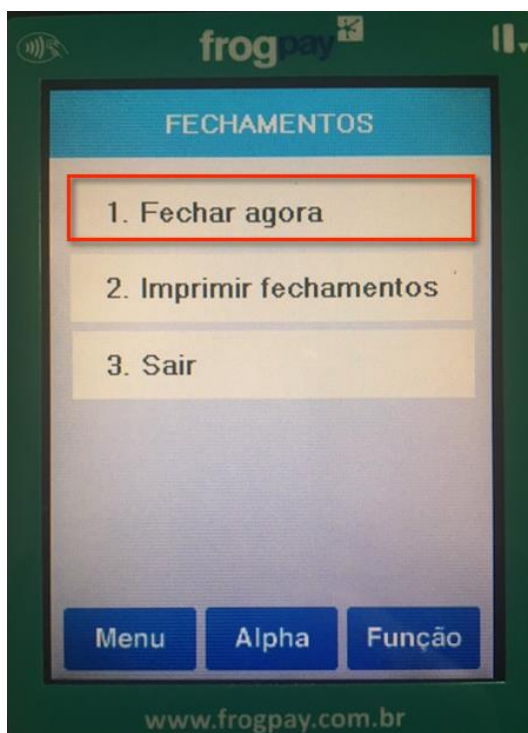 frogpay
FECHAMENTOS
1. Fechar agora
2. Imprimir fechamentos
3. Sair
Menu Alpha Função
www.frogpay.com.br